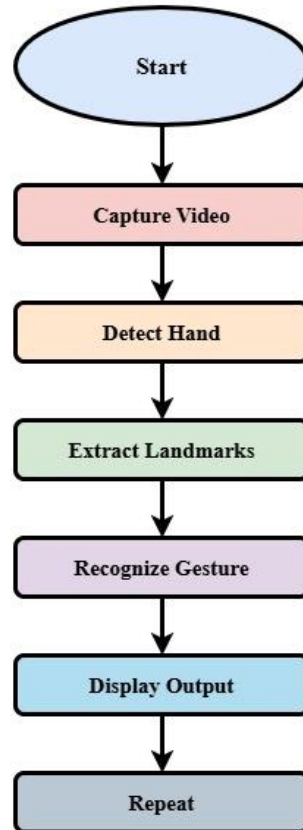 Start
Capture Video
Detect Hand
Extract Landmarks
Recognize Gesture
Display Output
Repeat